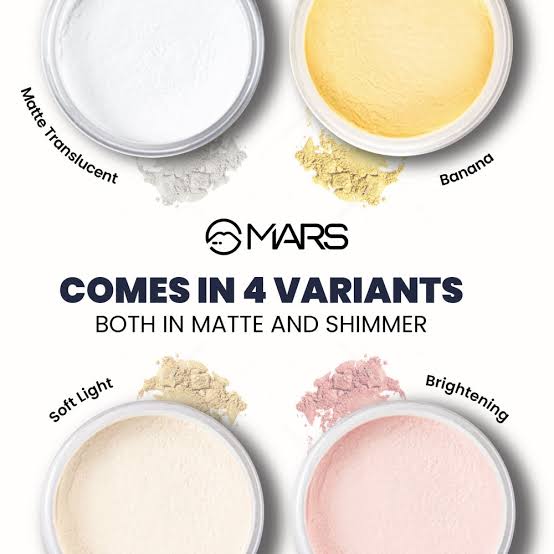 Matte Translucent
Banana
MARS
COMES IN 4 VARIANTS
BOTH IN MATTE AND SHIMMER
Soft Light
Brightening